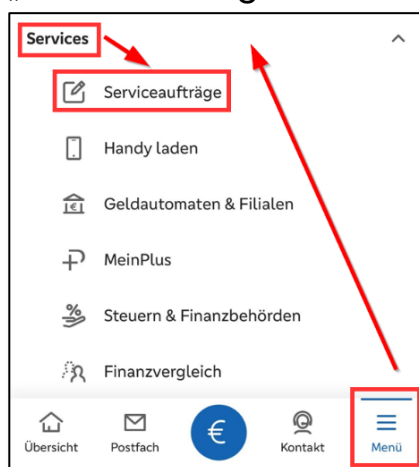 Services
Serviceaufträge
Handy laden
Geldautomaten & Filialen
MeinPlus
Steuern & Finanzbehörden
Finanzvergleich
€
Übersicht Postfach Kontakt Menü